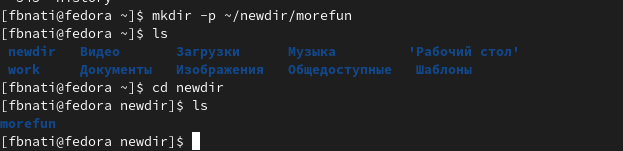 [fbnati@fedora ~]$ mkdir -p ~/newdir/morefun
[fbnati@fedora ~]$ ls
newdir Видео Загрузки Музыка 'Рабочий стол'
work Документы Изображения Общедоступные Шаблоны
[fbnati@fedora ~]$ cd newdir
[fbnati@fedora newdir]$ ls
morefun
[fbnati@fedora newdir]$